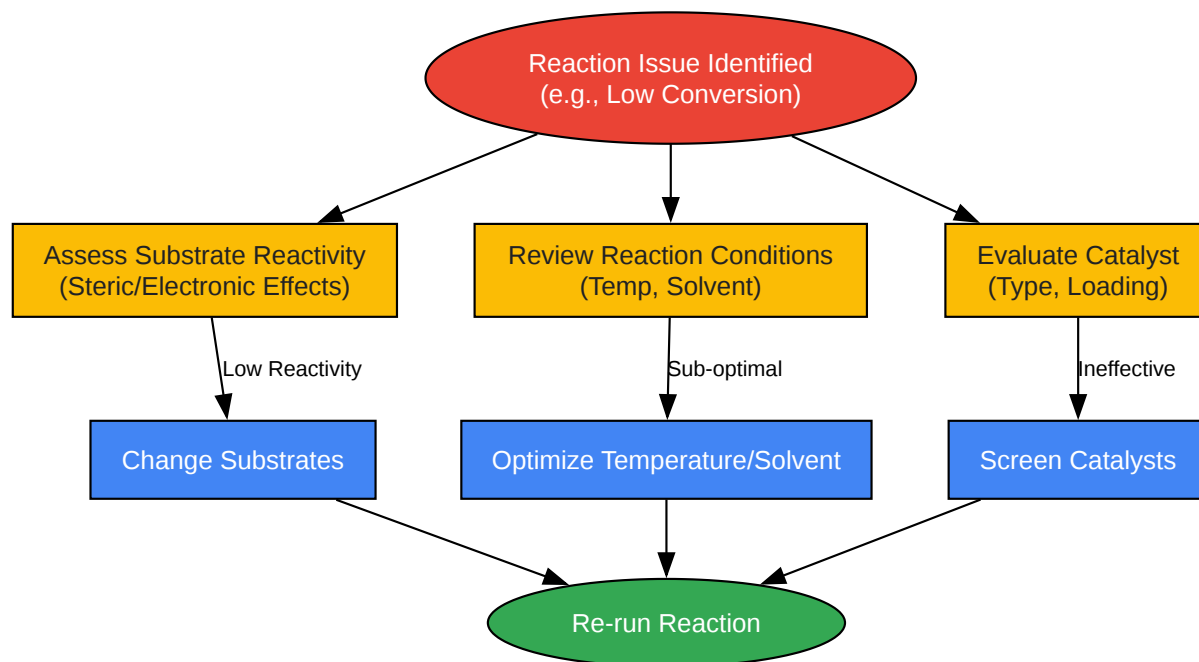 Reaction Issue Identified
(e.g., Low Conversion)
Assess Substrate Reactivity
(Steric/Electronic Effects)
Review Reaction Conditions
(Temp, Solvent)
Evaluate Catalyst
(Type, Loading)
Low Reactivity
Sub-optimal
Ineffective
Change Substrates
Optimize Temperature/Solvent
Screen Catalysts
Re-run Reaction